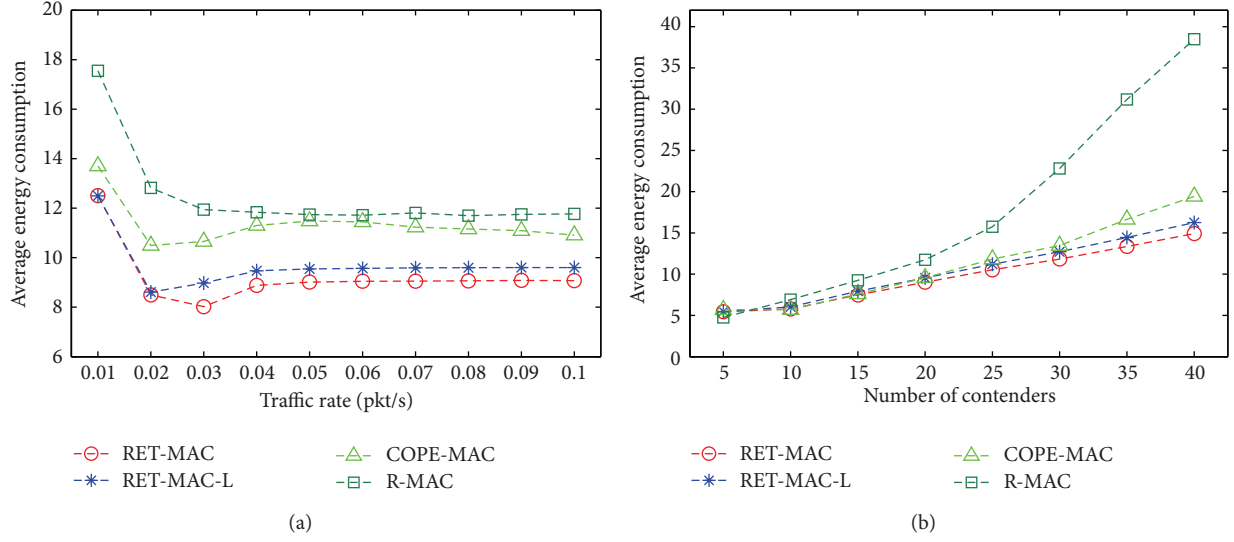 20
18
16
14
12
10
8
6
Average energy consumption
0.01 0.02 0.03 0.04 0.05 0.06 0.07 0.08 0.09 0.1
Traffic rate (pkt/s)
RET-MAC
RET-MAC-L
COPE-MAC
R-MAC
(a)
40
35
30
25
20
15
10
5
0
Average energy consumption
5 10 15 20 25 30 35 40
Number of contenders
RET-MAC
RET-MAC-L
COPE-MAC
R-MAC
(b)